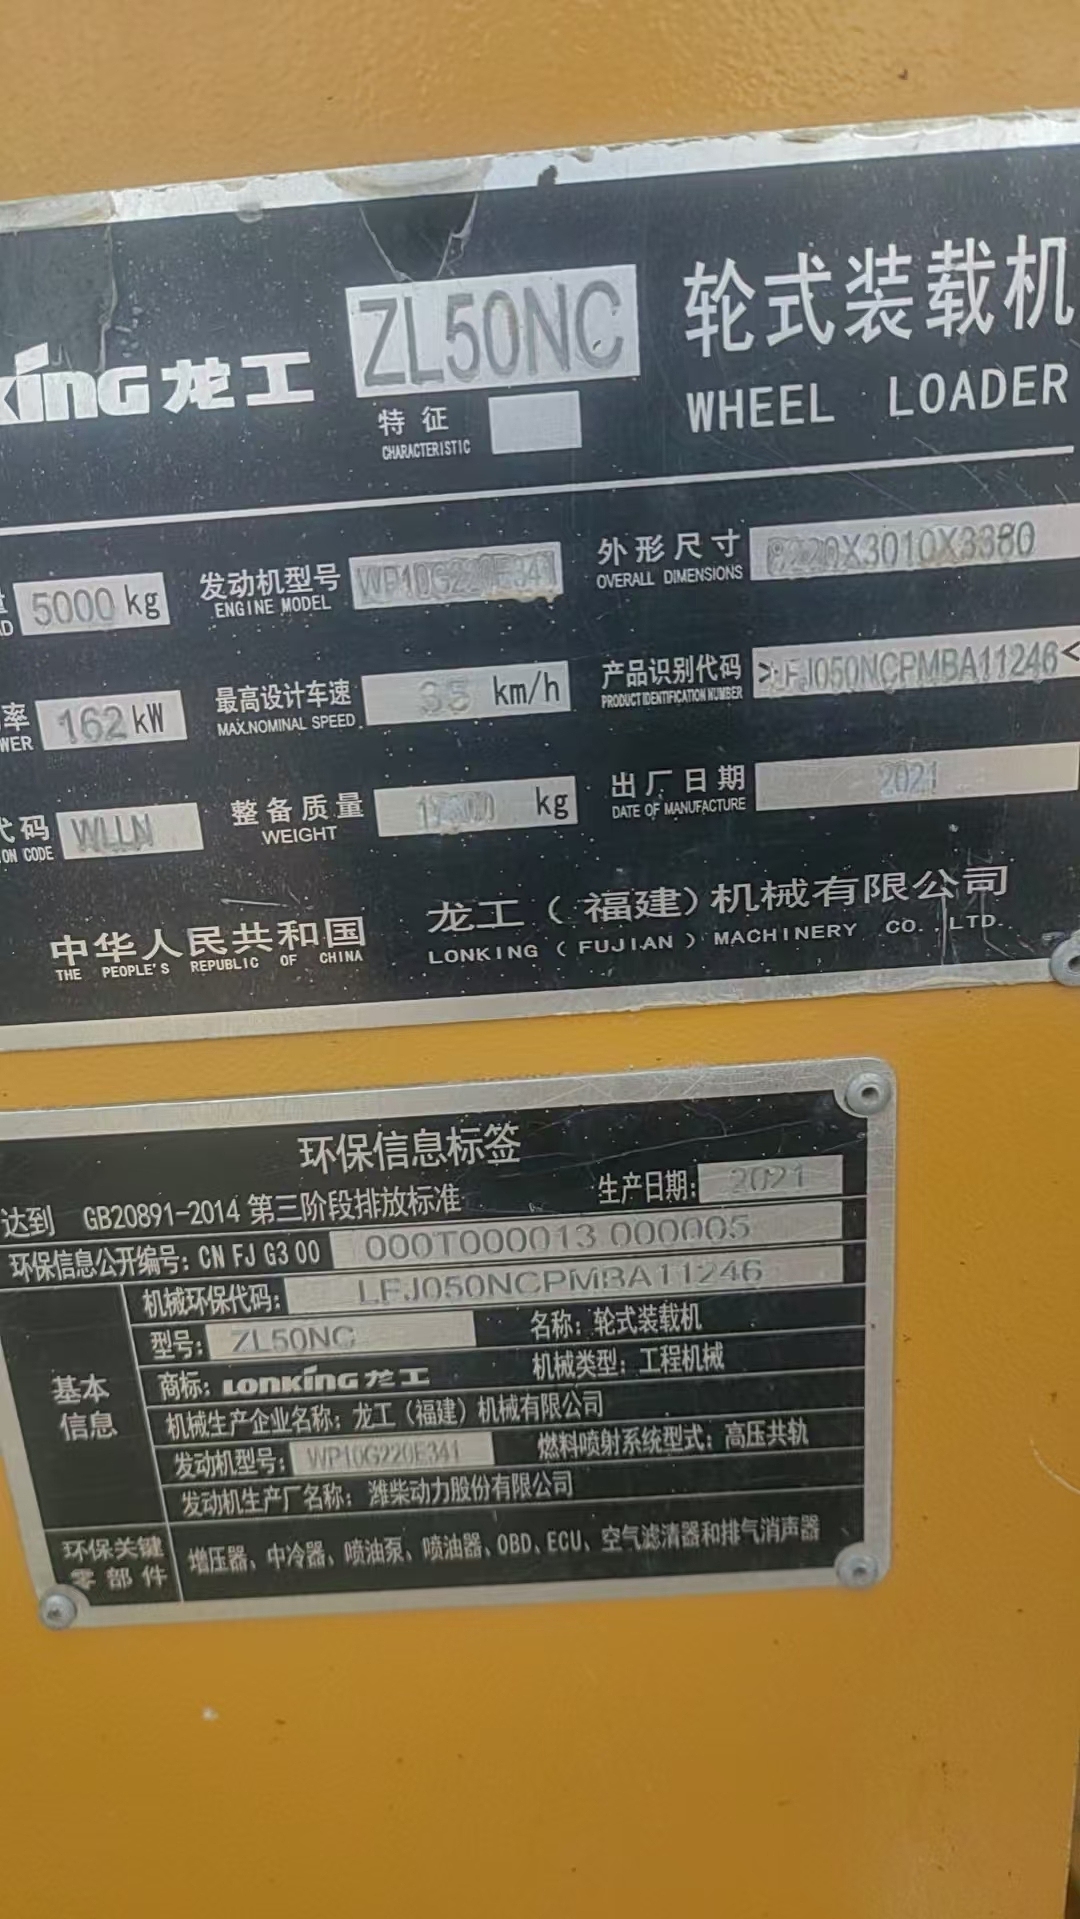 KING龙工 ZL50NC 轮式装载机
特征
CHARACTERISTIC
WHEEL LOADER
5000 kg 发动机型号 WP10G220E341 外形尺寸 8220X3010X3380
ENGINE MODEL OVERALL DIMENSIONS
率 162 kW 最高设计车速 km/h 产品识别代码 >LFJ050NCPMBA11246<
WER MAX.NOMINAL SPEED PRODUCT IDENTIFICATION NUMBER
代码 WLLN 整备质量 kg 出厂日期 2021
ON CODE WEIGHT DATE OF MANUFACTURE
中华人民共和国 龙工（福建）机械有限公司
THE PEOPLE'S REPUBLIC OF CHINA LONKING ( FUJIAN ) MACHINERY CO.,LTD.
环保信息标签
达到 GB20891-2014 第三阶段排放标准 生产日期: 2021
环保信息公开编号: CN FJ G3 00 000T000013 000005
机械环保代码: LFJ050NCPMBA11246
型号: ZL50NC 名称: 轮式装载机
商标: LONKING龙工 机械类型: 工程机械
基本信息
机械生产企业名称: 龙工（福建）机械有限公司
发动机型号: WP10G220E341 燃料喷射系统型式: 高压共轨
发动机生产厂名称: 潍柴动力股份有限公司
环保关键零部件
增压器、中冷器、喷油泵、喷油器、OBD、ECU、空气滤清器和排气消声器